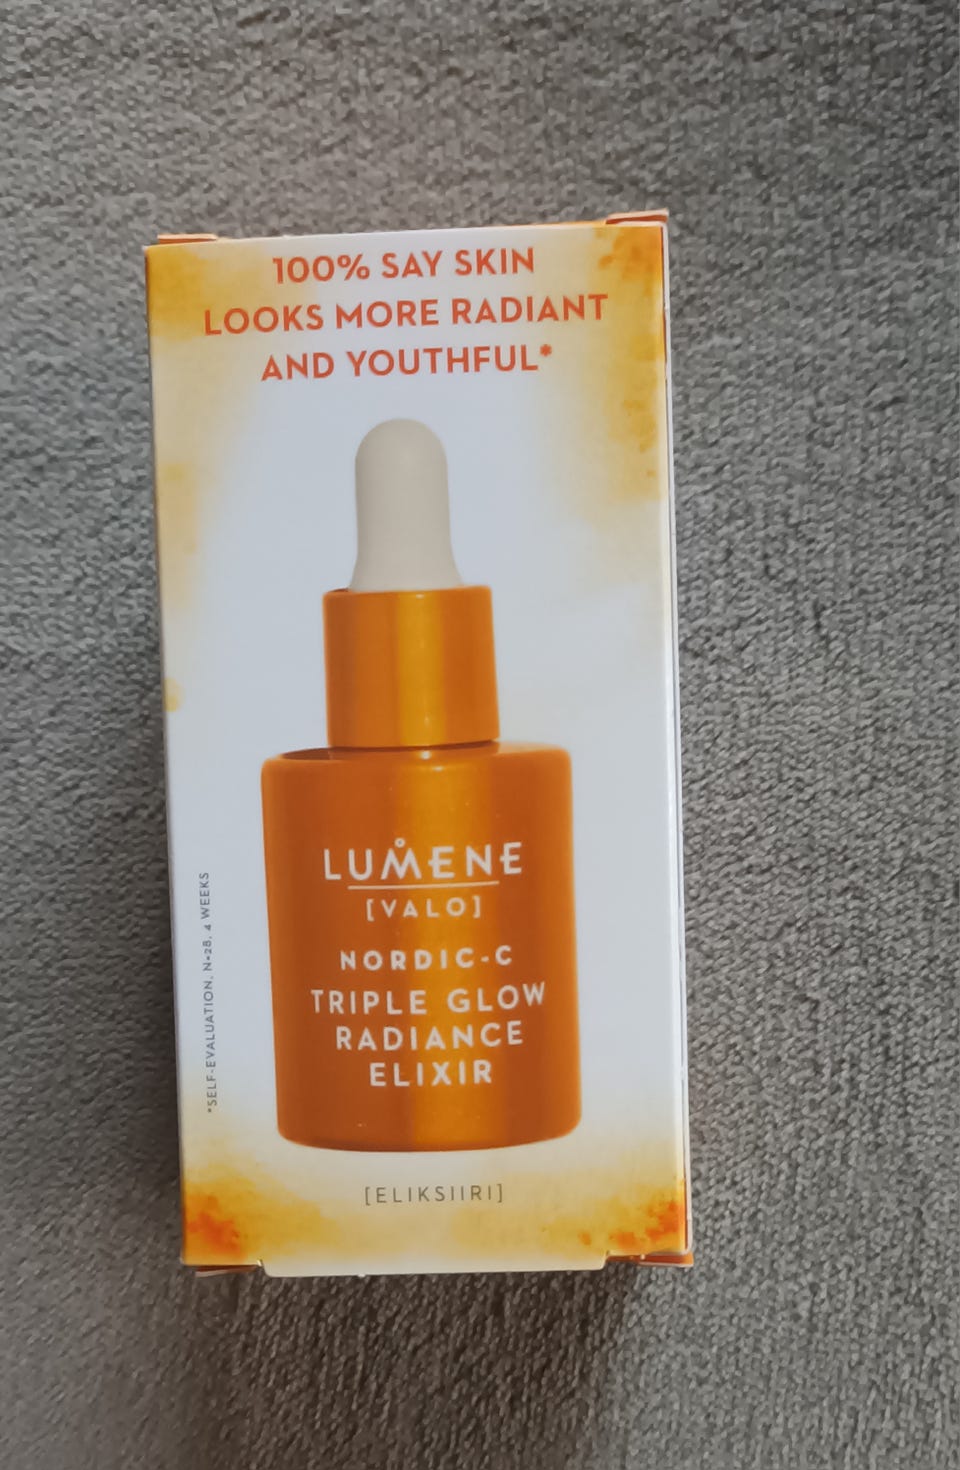 100% SAY SKIN
LOOKS MORE RADIANT
AND YOUTHFUL*
LUMENE
[VALO]
NORDIC-C
TRIPLE GLOW
RADIANCE
ELIXIR
*SELF-EVALUATION, N=28, 4 WEEKS
[ELIKSIIRI]